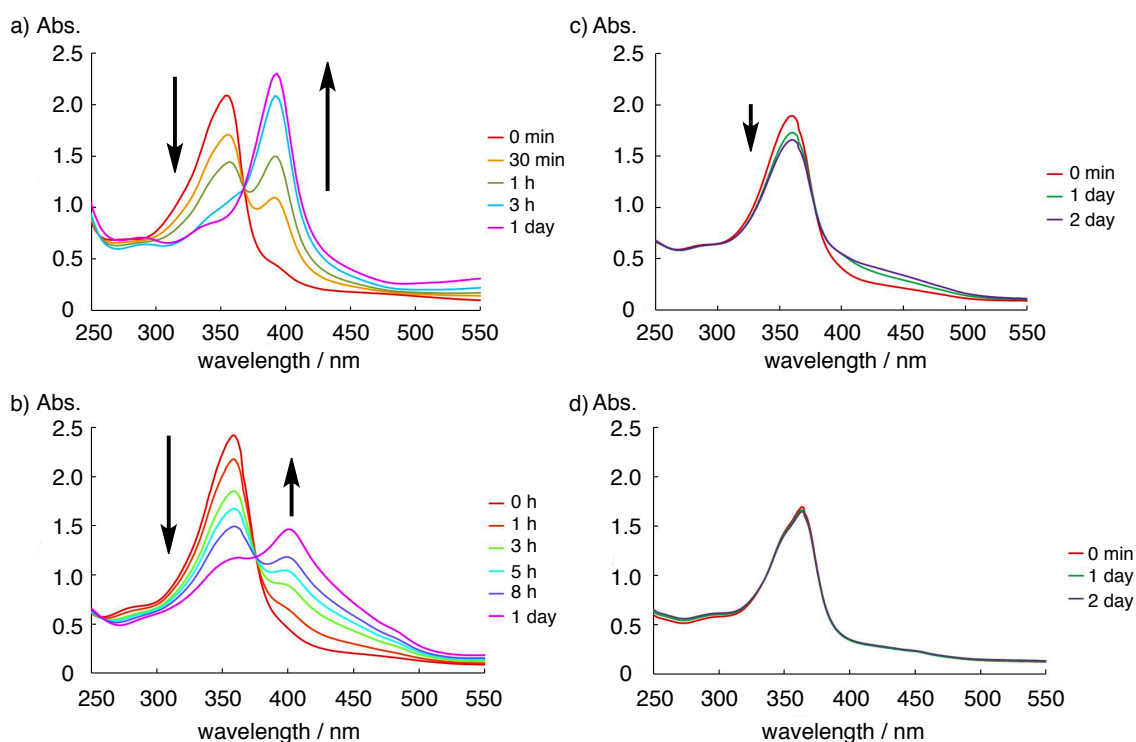 a) Abs.
2.5
2.0
1.5
1.0
0.5
0
250 300 350 400 450 500 550
wavelength / nm
0 min
30 min
1 h
3 h
1 day
c) Abs.
2.5
2.0
1.5
1.0
0.5
0
250 300 350 400 450 500 550
wavelength / nm
0 min
1 day
2 day
b) Abs.
2.5
2.0
1.5
1.0
0.5
0
250 300 350 400 450 500 550
wavelength / nm
0 h
1 h
3 h
5 h
8 h
1 day
d) Abs.
2.5
2.0
1.5
1.0
0.5
0
250 300 350 400 450 500 550
wavelength / nm
0 min
1 day
2 day